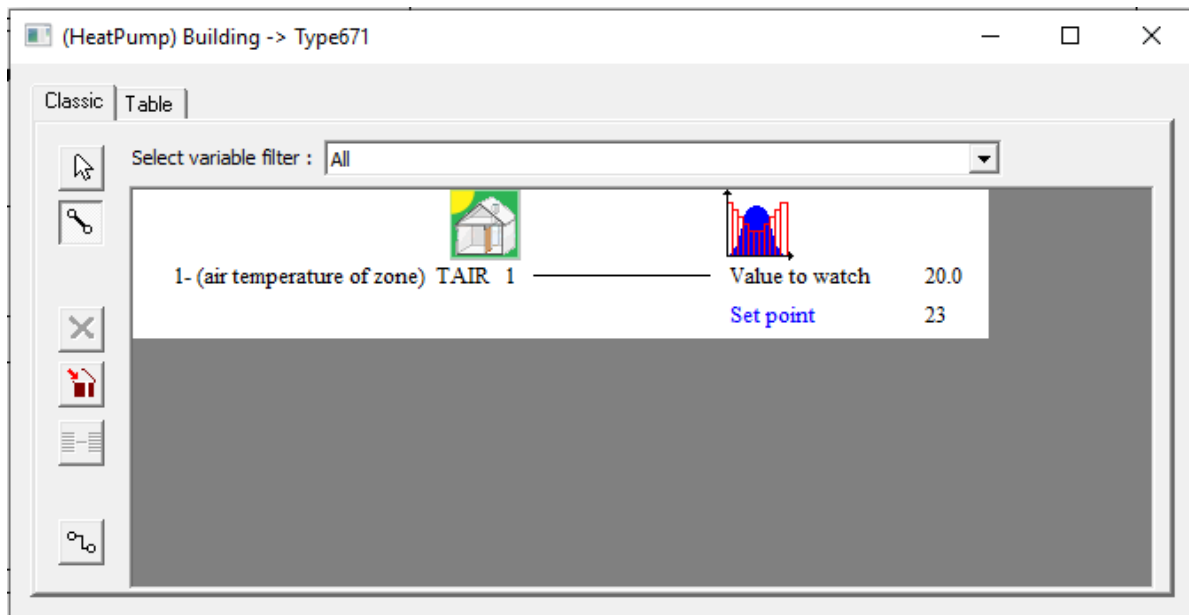 (HeatPump) Building -> Type671
Classic Table
Select variable filter : All
1- (air temperature of zone) TAIR 1 Value to watch 20.0
Set point 23